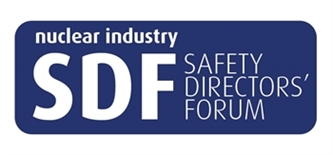 nuclear industry
SDF
SAFETY
DIRECTORS'
FORUM